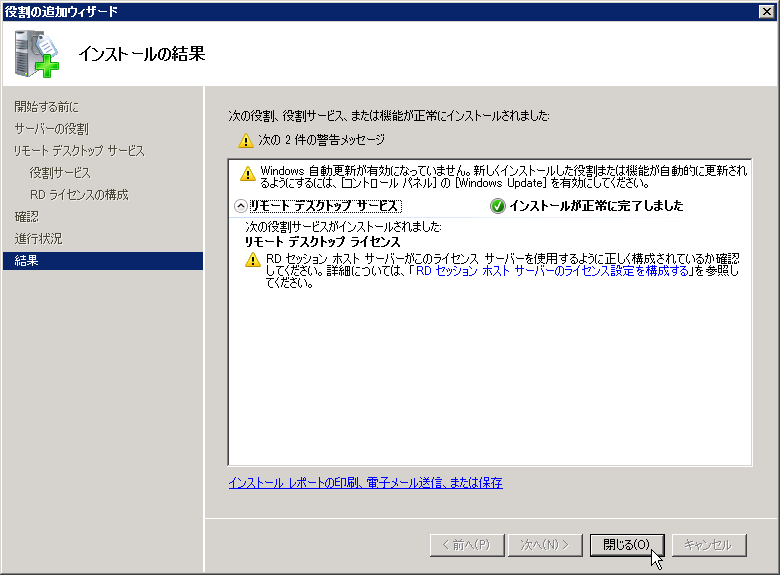 役割の追加ウィザード
インストールの結果
開始する前に
サーバーの役割
リモート デスクトップ サービス
役割サービス
RD ライセンスの構成
確認
進行状況
結果
次の役割、役割サービス、または機能が正常にインストールされました:
次の 2 件の警告メッセージ
Windows 自動更新が有効になっていません。新しくインストールした役割または機能が自動的に更新され
るようにするには、[コントロール パネル] の [Windows Update] を有効にしてください。
リモート デスクトップ サービス
インストールが正常に完了しました
次の役割サービスがインストールされました:
リモート デスクトップ ライセンス
RD セッション ホスト サーバーがこのライセンス サーバーを使用するように正しく構成されているか確認
してください。詳細については、「RD セッション ホスト サーバーのライセンス設定を構成する」を参照し
てください。
インストール レポートの印刷、電子メール送信、または保存
< 前へ(P)
次へ(N) >
閉じる(O)
キャンセル